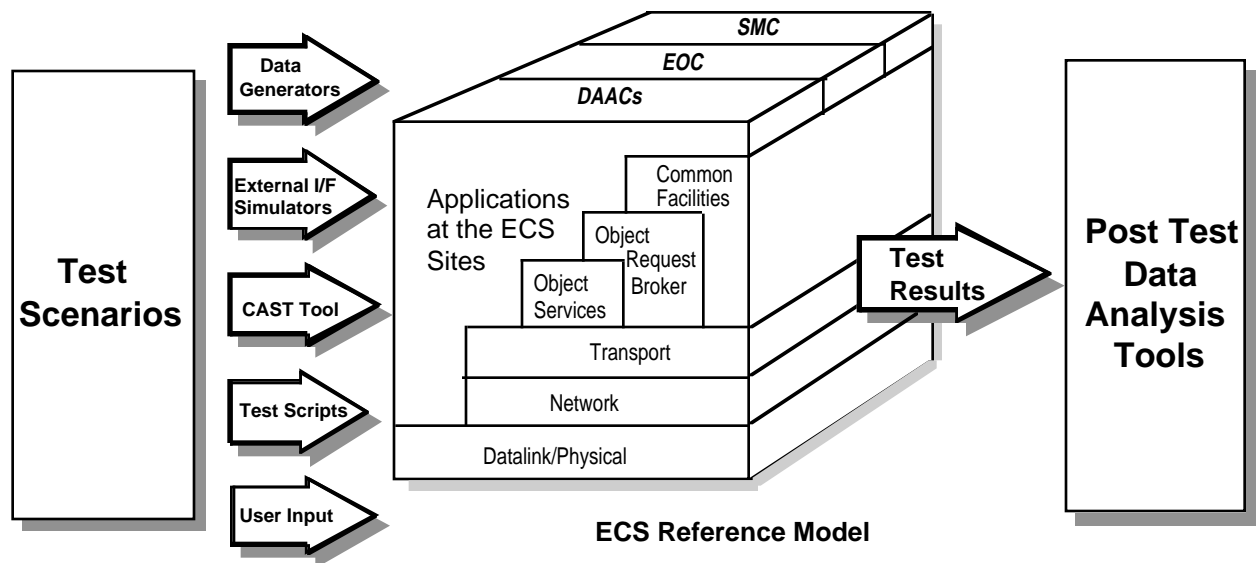 Test
Scenarios
Data
Generators
External I/F
Simulators
CAST Tool
Test Scripts
User Input
SMC
EOC
DAACs
Applications
at the ECS
Sites
Common
Facilities
Object
Request
Broker
Object
Services
Transport
Network
Datalink/Physical
ECS Reference Model
Test
Results
Post Test
Data
Analysis
Tools